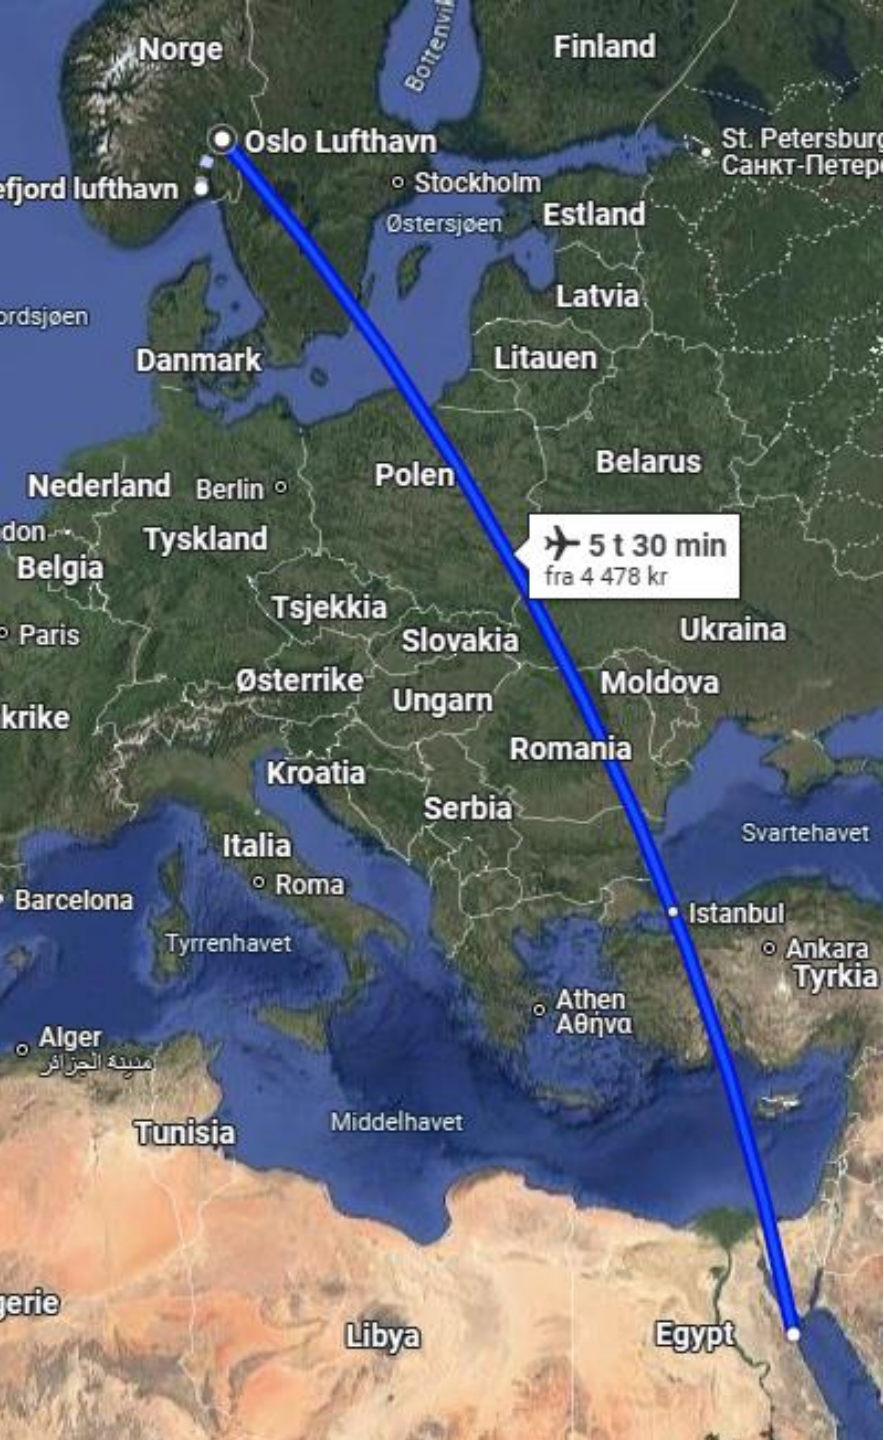 Norge
Finland
Bottenvik
Oslo Lufthavn
St. Petersburg
Санкт-Петер
efjord lufthavn
Stockholm
Østersjøen
Estland
Latvia
ordsjøen
Danmark
Litauen
Belarus
Polen
Nederland
Berlin
don
Tyskland
5 t 30 min
fra 4 478 kr
Belgia
Tsjekkia
Paris
Slovakia
Ukraina
Østerrike
Moldova
Ungarn
krike
Romania
Kroatia
Serbia
Svartehavet
Italia
Roma
Barcelona
Istanbul
Tyrrenhavet
Ankara
Tyrkia
Athen
Αθήνα
Alger
مدينة الجزائر
Middelhavet
Tunisia
gerie
Libya
Egypt